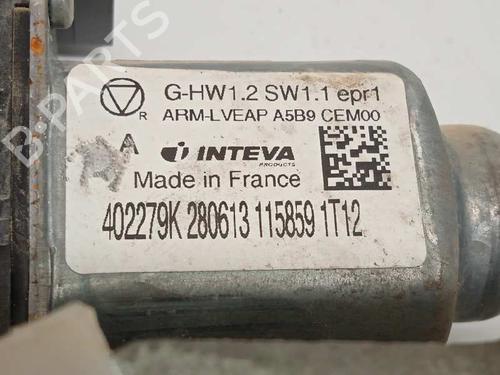 G-HW1.2 SW1.1 epr1
R
ARM-LVEAP A5B9 CEM00
A
INTEVA
PRODUCTS
Made in France
402279K 280613 115859 1T12
B-PARTS